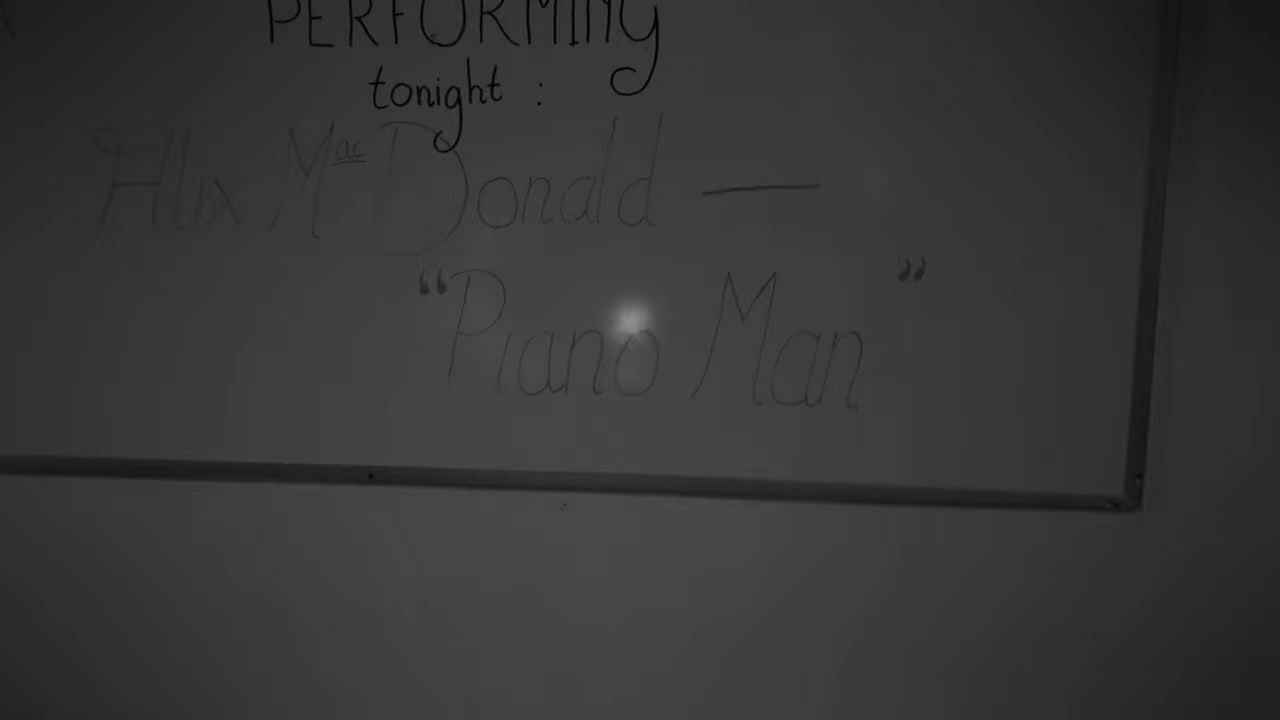 PERFORMING
tonight :
Alix MacDonald —
“Piano Man”